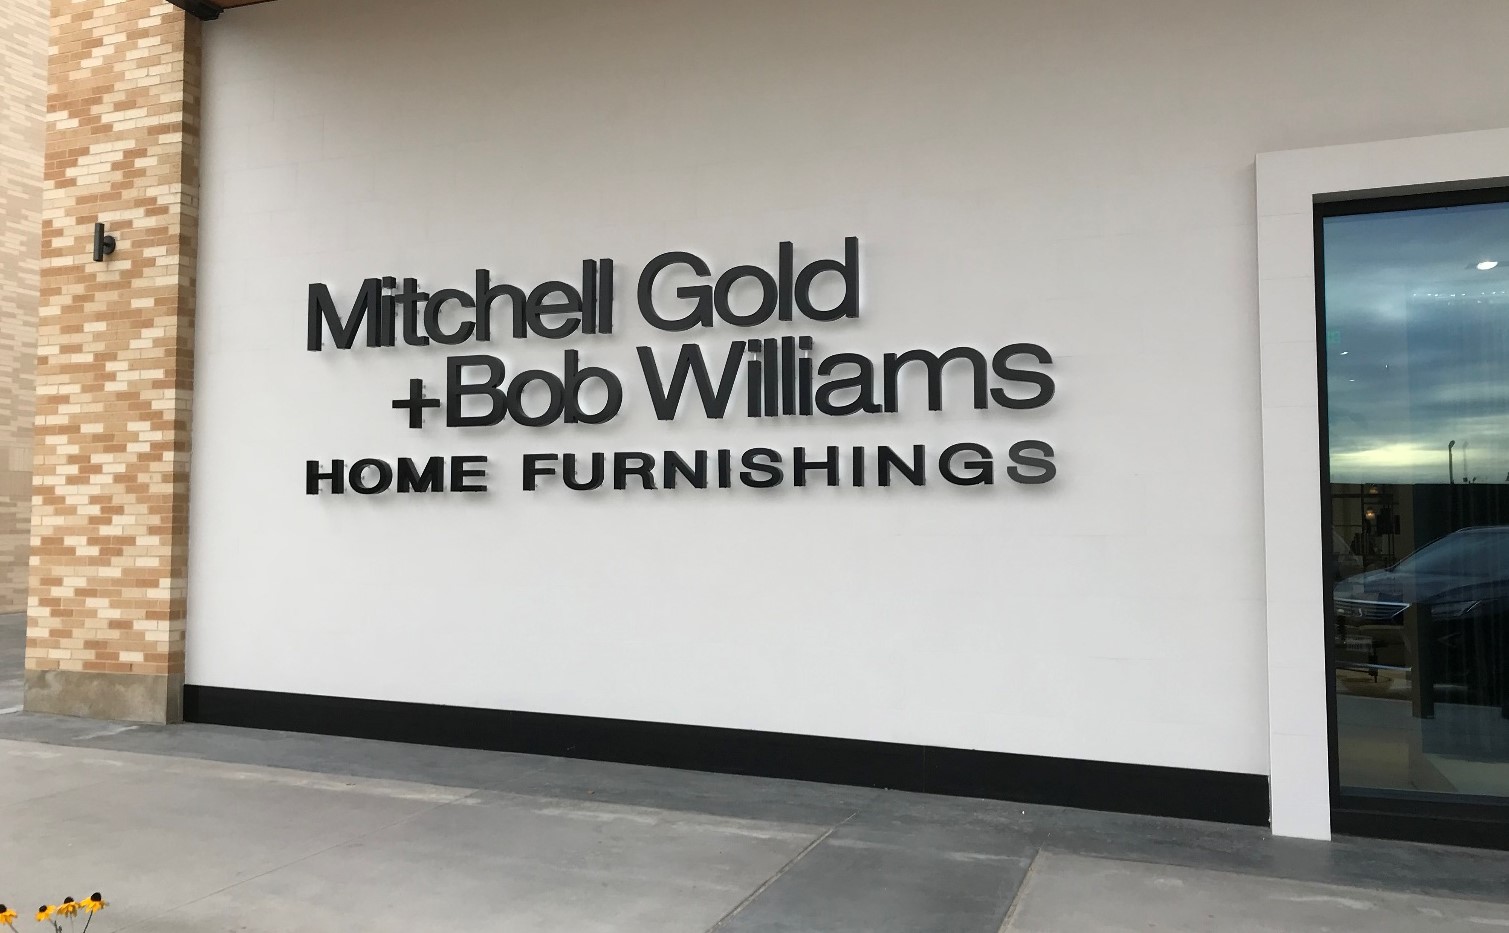 Mitchell Gold
+Bob Williams
HOME FURNISHINGS